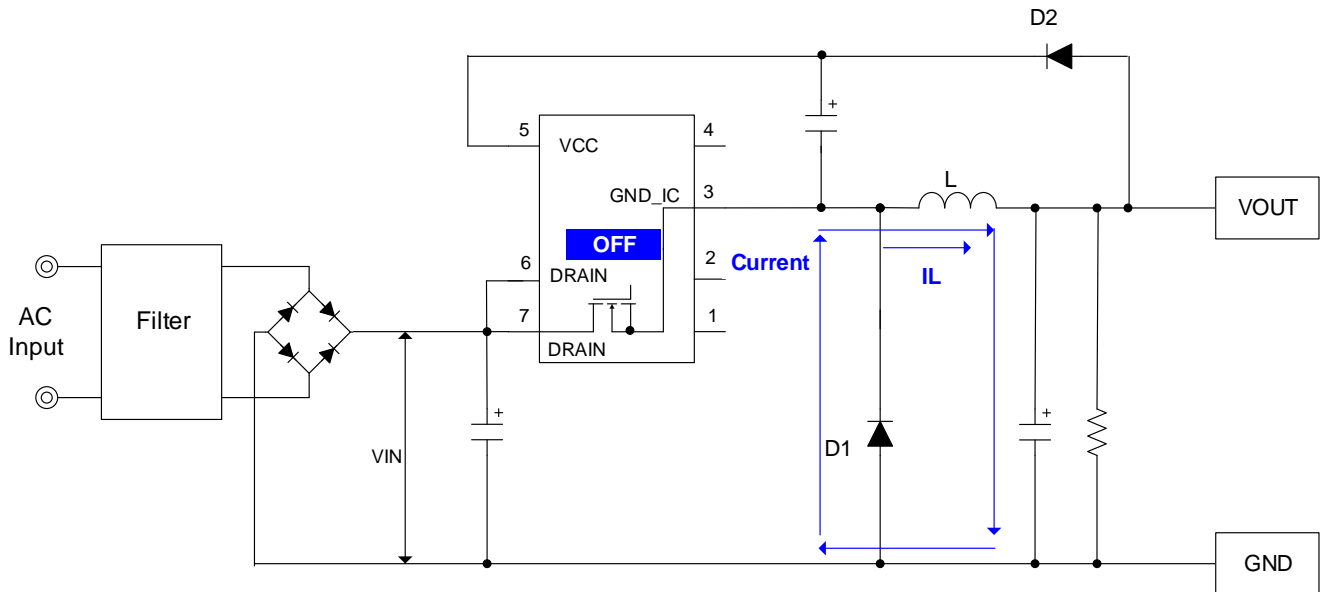 D2
+
5
4
VCC
GND_IC
3
L
VOUT
OFF
Current
IL
6
2
DRAIN
AC
Input
Filter
7
1
DRAIN
+
+
VIN
D1
GND